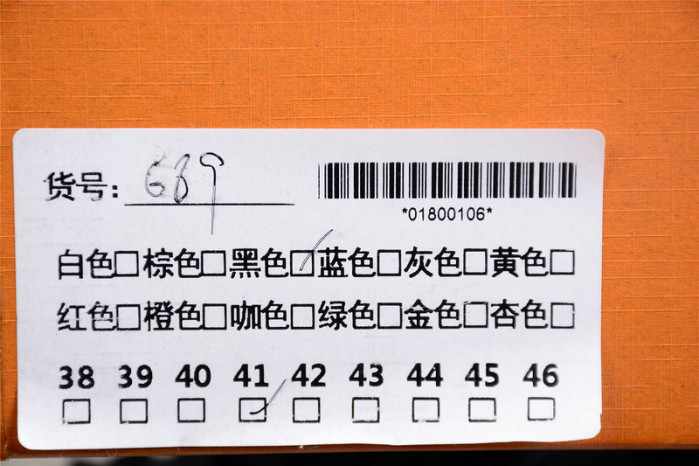 货号: 689
*01800106*
白色□ 棕色□ 黑色□ 蓝色□ 灰色□ 黄色□
红色□ 橙色□ 咖色□ 绿色□ 金色□ 杏色□
38 39 40 41 42 43 44 45 46